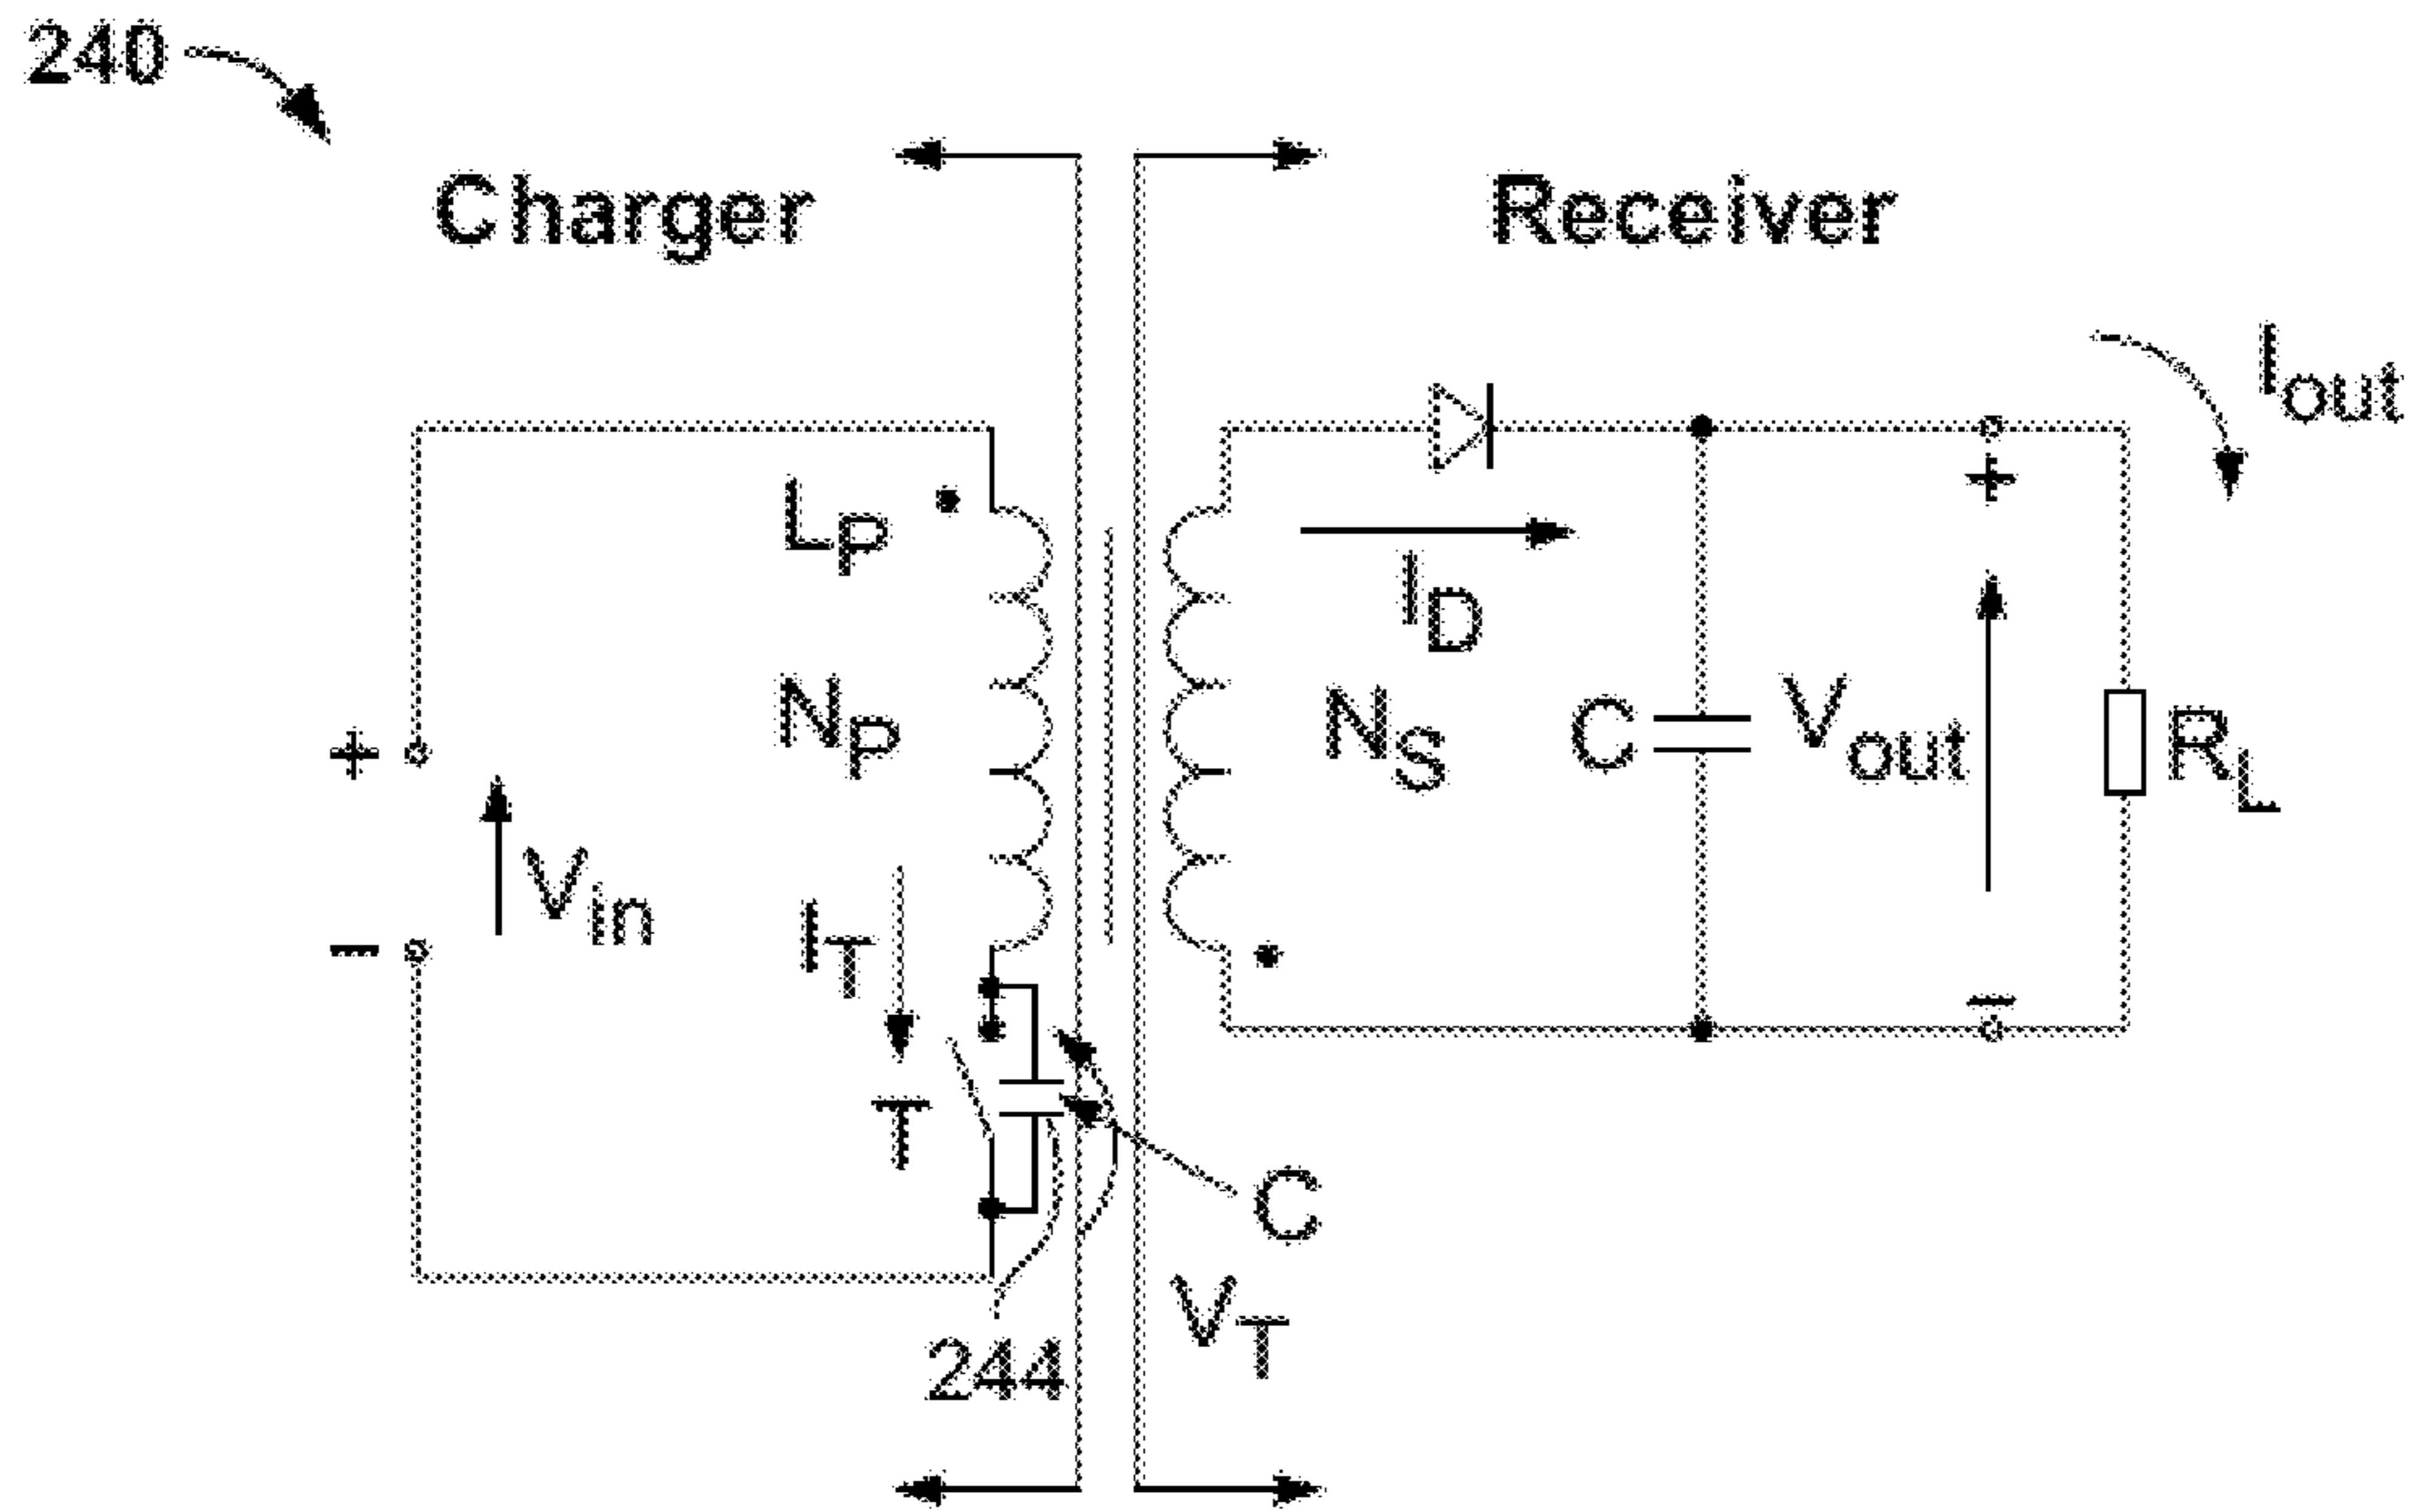 240
Charger
Receiver
Iout
LP
ID
NP
NS
C
Vout
RL
+
+
Vin
−
−
IT
T
C
VT
244